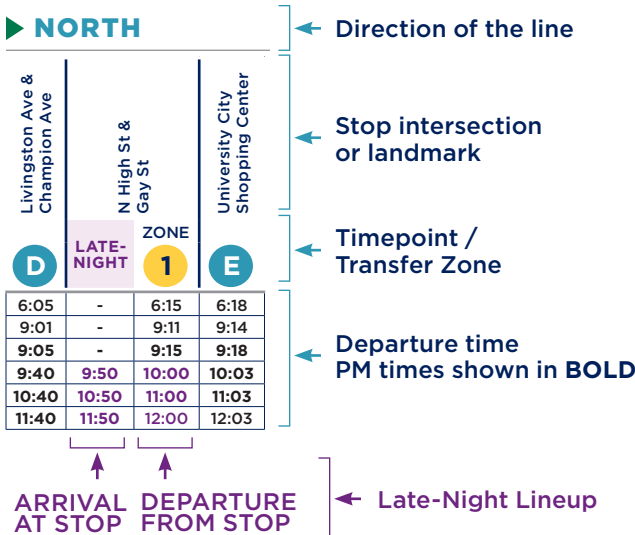 NORTH
Direction of the line
Livingston Ave &
Champion Ave
N High St &
Gay St
University City
Shopping Center
Stop intersection
or landmark
D
LATE-
NIGHT
ZONE
1
E
Timepoint /
Transfer Zone
6:05 - 6:15 6:18
9:01 - 9:11 9:14
9:05 - 9:15 9:18
9:40 9:50 10:00 10:03
10:40 10:50 11:00 11:03
11:40 11:50 12:00 12:03
Departure time
PM times shown in BOLD
ARRIVAL
AT STOP
DEPARTURE
FROM STOP
Late-Night Lineup